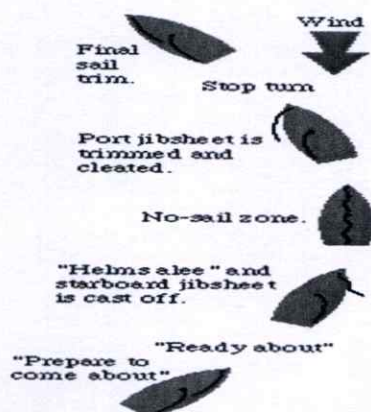 Wind
Final
sail
trim.
Stop turn
Port jibsheet is
trimmed and
cleated.
No-sail zone.
"Helms alee" and
starboard jibsheet
is cast off.
"Ready about"
"Prepare to
come about"